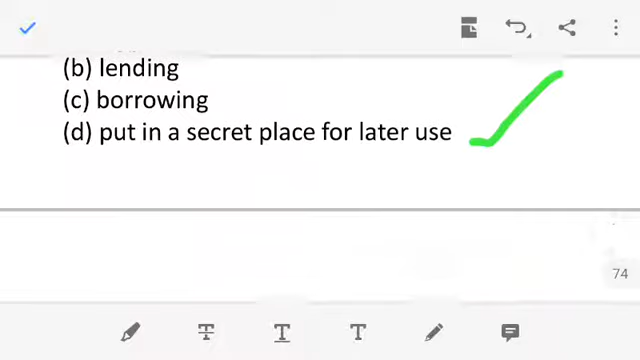 (b) lending
(c) borrowing
(d) put in a secret place for later use
74